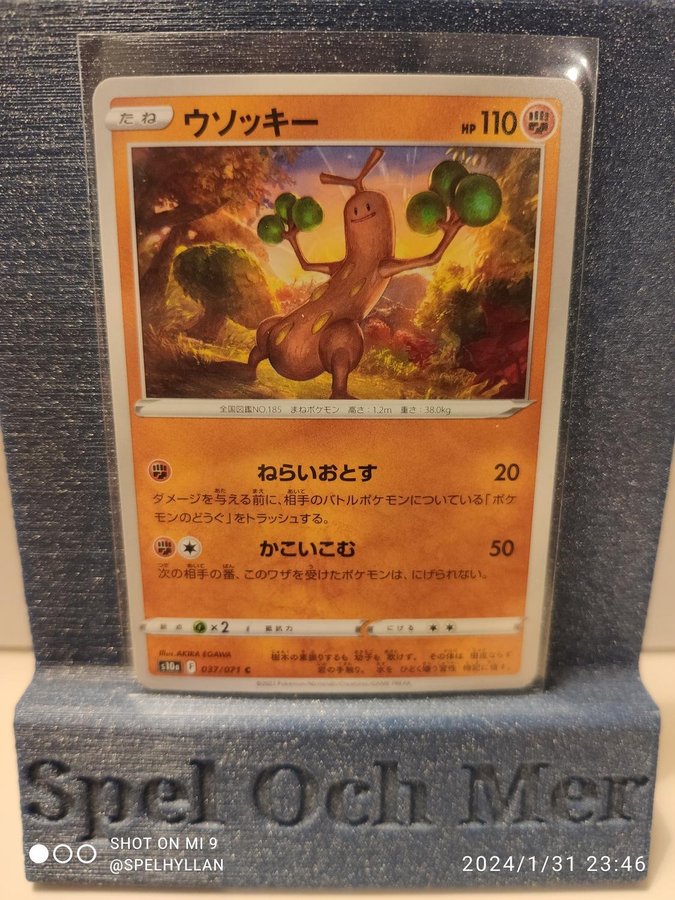 たね ウソッキー HP 110
全国図鑑NO.185 まねポケモン 高さ:1.2m 重さ:38.0kg
ねらいおとす 20
ダメージを与える前に、相手のバトルポケモンについている「ポケ
モンのどうぐ」をトラッシュする。
かこいこむ 50
次の相手の番、このワザを受けたポケモンは、にげられない。
弱点 ×2 抵抗力 にげる
Illus. AKIRA EGAWA
s10a F 037/071 C
Spel Och Mer
SHOT ON MI 9
@SPELHYLLAN
2024/1/31 23:46